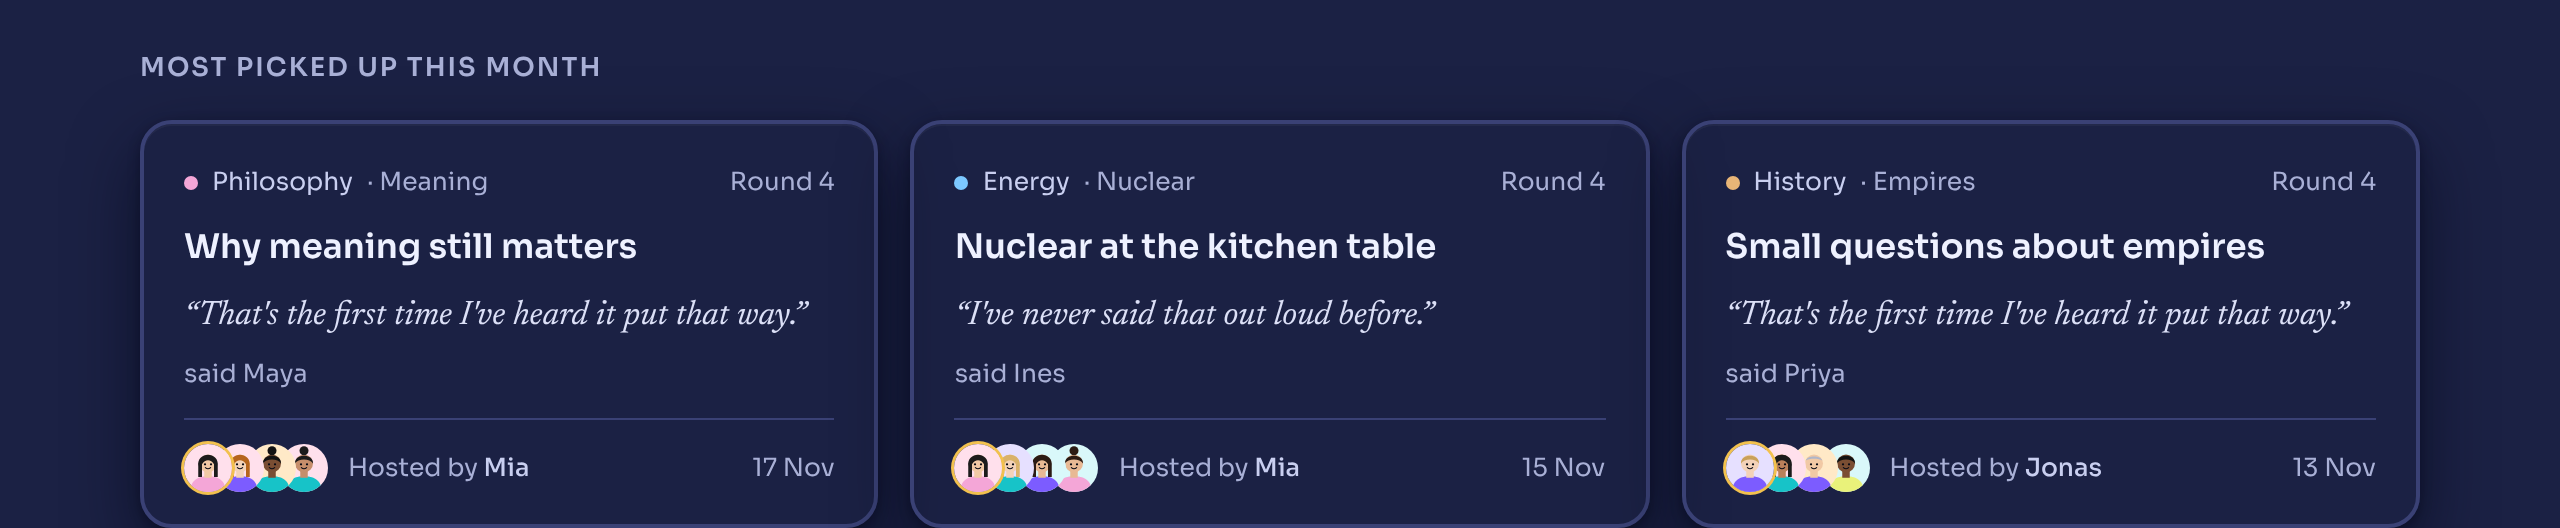 MOST PICKED UP THIS MONTH
Philosophy · Meaning Round 4
Why meaning still matters
“That's the first time I've heard it put that way.”
said Maya
Hosted by Mia 17 Nov
Energy · Nuclear Round 4
Nuclear at the kitchen table
“I've never said that out loud before.”
said Ines
Hosted by Mia 15 Nov
History · Empires Round 4
Small questions about empires
“That's the first time I've heard it put that way.”
said Priya
Hosted by Jonas 13 Nov